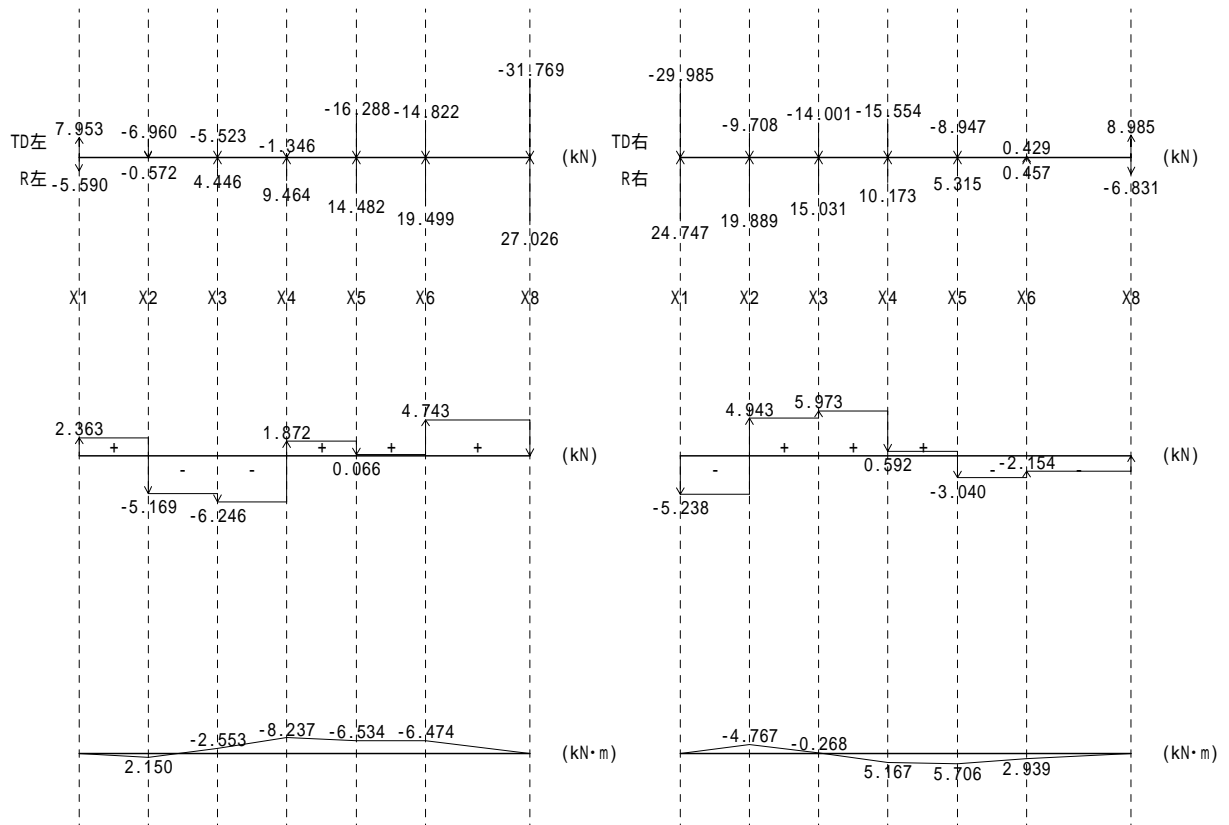 -31.769
-16.288 -14.822
7.953 -6.960 -5.523
-1.346
TD左 (kN)
R左
-5.590 -0.572 4.446
9.464 14.482 19.499
27.026
X1 X2 X3 X4 X5 X6 X8
2.363 1.872 4.743
+ - - + + + (kN)
0.066
-5.169 -6.246
-2.553 -8.237 -6.534 -6.474
(kN·m)
2.150
-29.985
-9.708 -14.001 -15.554 -8.947
0.429 8.985
TD右 (kN)
R右
0.457 -6.831
24.747 19.889 15.031 10.173 5.315
X1 X2 X3 X4 X5 X6 X8
4.943 5.973
- + + + - - (kN)
0.592 -2.154
-5.238 -3.040
-4.767 -0.268
(kN·m)
5.167 5.706 2.939